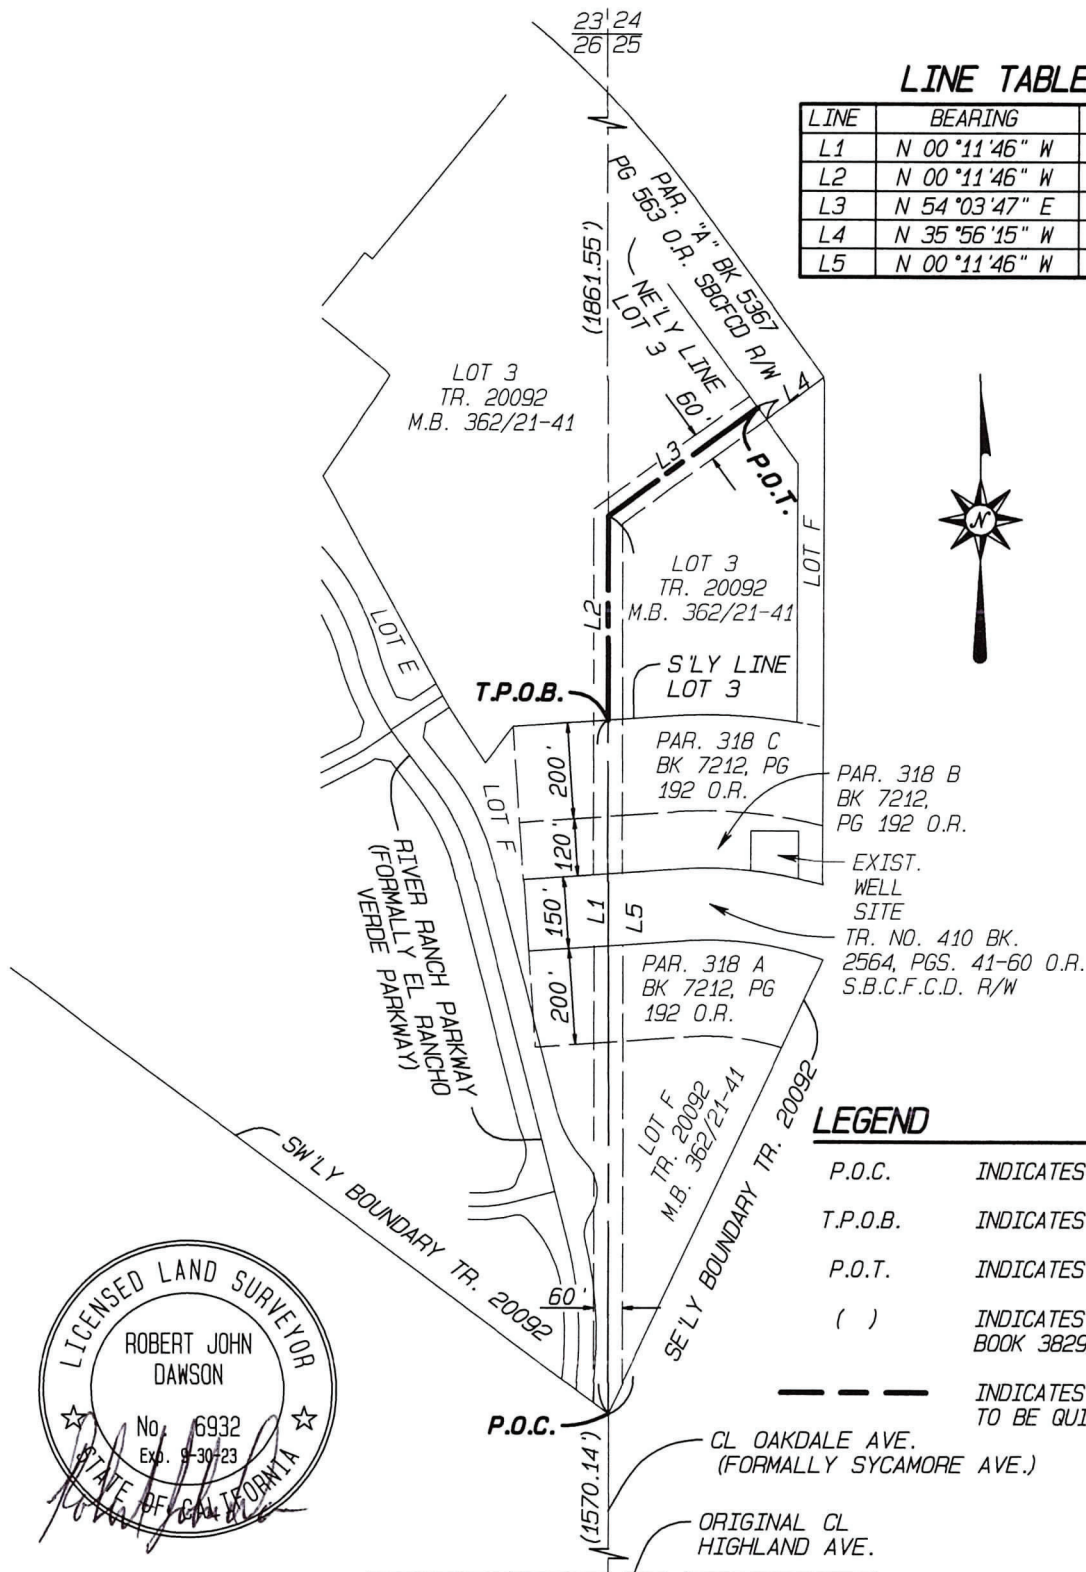 23 24
26 25
LINE TABLE
LINE BEARING
L1 N 00°11'46" W
L2 N 00°11'46" W
L3 N 54°03'47" E
L4 N 35°56'15" W
L5 N 00°11'46" W
PAR. "A" BK 5367
PG 563 O.R. SBCFCD R/W
(1861.55')
NE'LY LINE
LOT 3
LOT 3
TR. 20092
M.B. 362/21-41
60'
L4
L3
P.O.T.
N
LOT F
LOT 3
TR. 20092
M.B. 362/21-41
L2
LOT E
S'LY LINE
LOT 3
T.P.O.B.
PAR. 318 C
BK 7212, PG
192 O.R.
200'
PAR. 318 B
BK 7212,
PG 192 O.R.
LOT F
120'
EXIST.
WELL
SITE
RIVER RANCH PARKWAY
(FORMALLY EL RANCHO
VERDE PARKWAY)
150'
L1
L5
TR. NO. 410 BK.
2564, PGS. 41-60 O.R.
S.B.C.F.C.D. R/W
200'
PAR. 318 A
BK 7212, PG
192 O.R.
LOT F
TR. 20092
M.B. 362/21-41
SE'LY BOUNDARY TR. 20092
SW'LY BOUNDARY TR. 20092
60'
LEGEND
P.O.C. INDICATES
T.P.O.B. INDICATES
P.O.T. INDICATES
( ) INDICATES
BOOK 3829
INDICATES
TO BE QUI
LICENSED LAND SURVEYOR
ROBERT JOHN
DAWSON
No. 6932
Exp. 9-30-23
STATE OF CALIFORNIA
P.O.C.
(1570.14')
CL OAKDALE AVE.
(FORMALLY SYCAMORE AVE.)
ORIGINAL CL
HIGHLAND AVE.